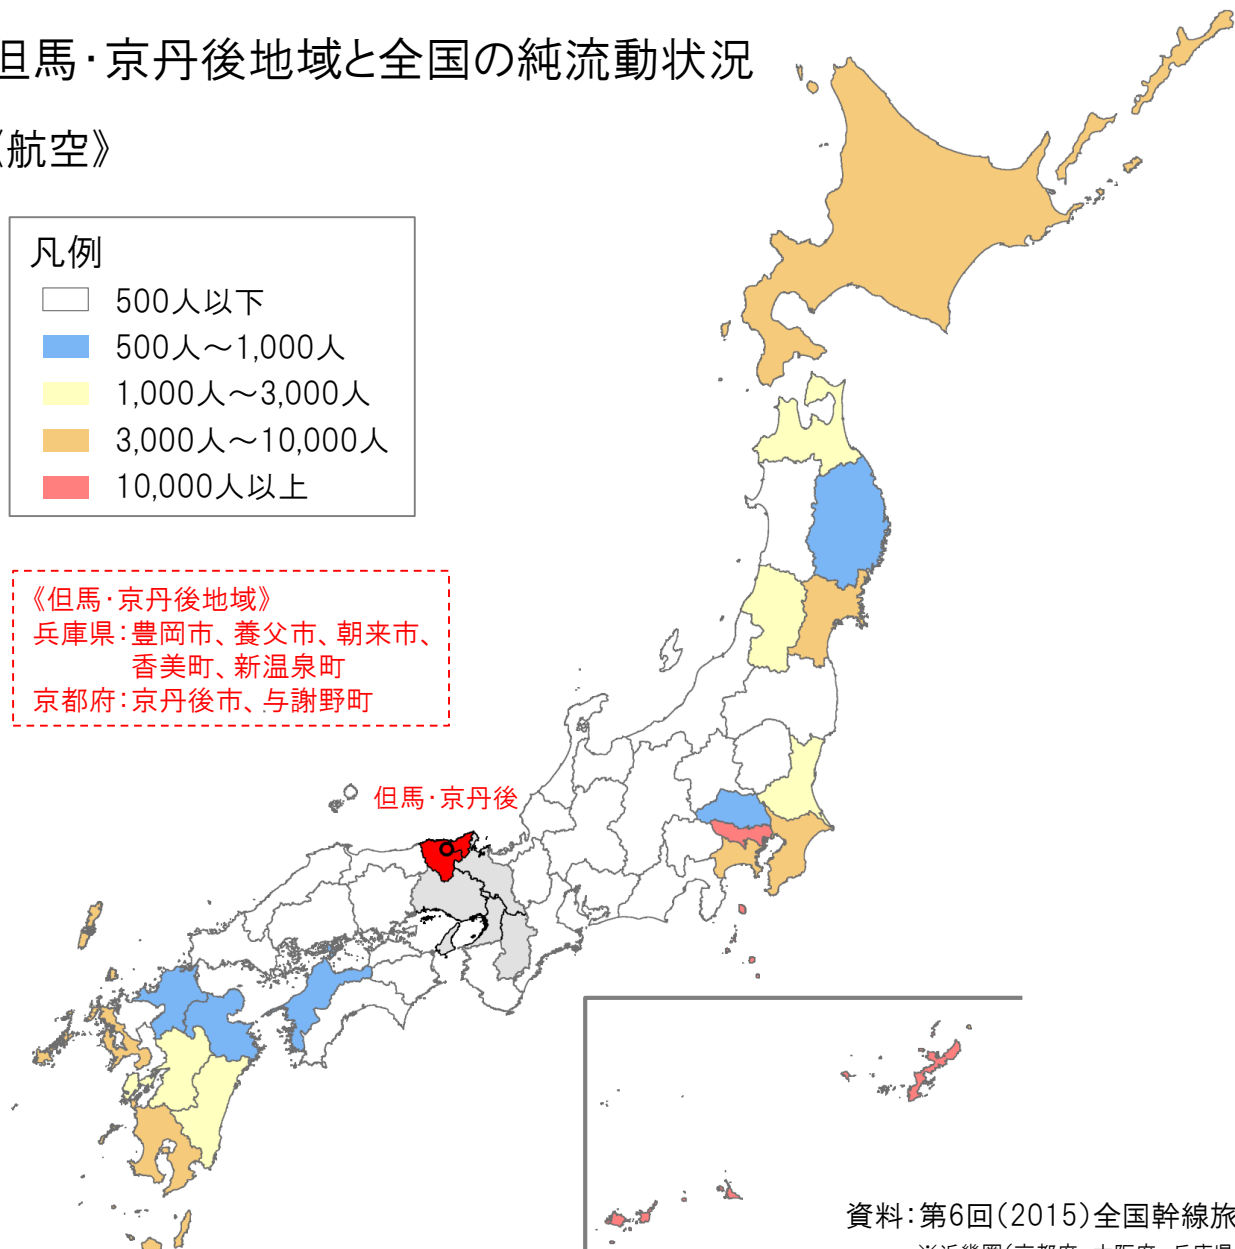 但馬・京丹後地域と全国の純流動状況
《航空》
凡例
500人以下
500人～1,000人
1,000人～3,000人
3,000人～10,000人
10,000人以上
《但馬・京丹後地域》
兵庫県：豊岡市、養父市、朝来市、
香美町、新温泉町
京都府：京丹後市、与謝野町
但馬・京丹後
資料：第6回（2015）全国幹線旅